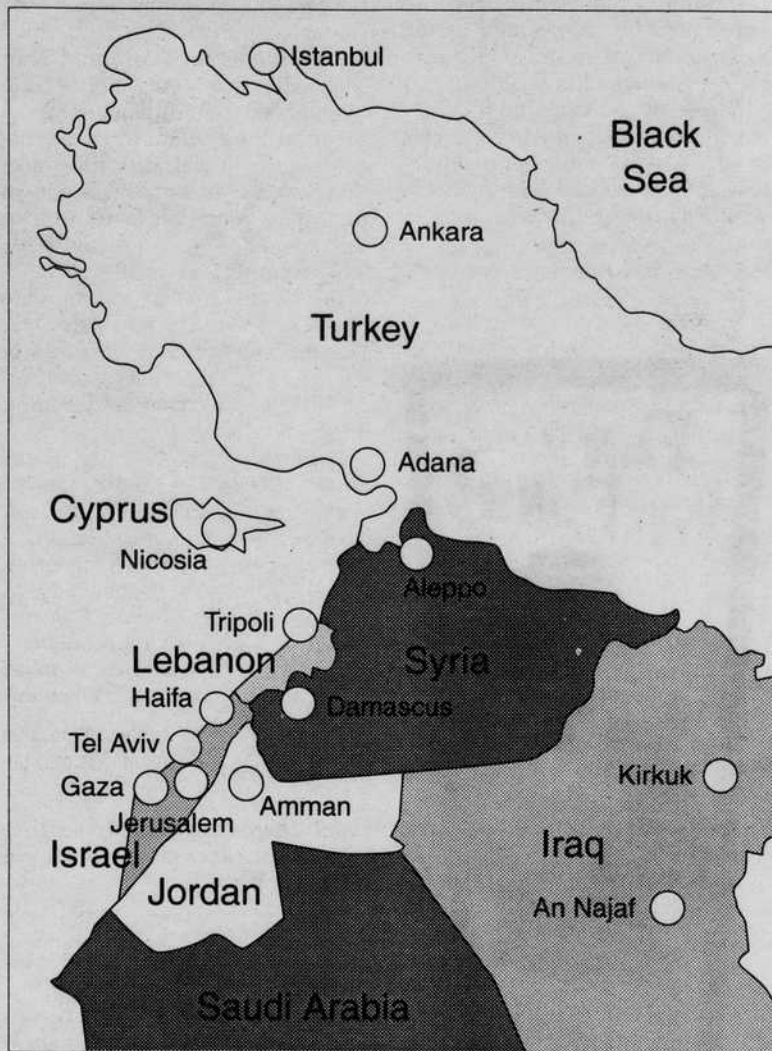 Istanbul
Black
Sea
Ankara
Turkey
Adana
Cyprus
Nicosia
Aleppo
Tripoli
Lebanon
Syria
Haifa
Damascus
Tel Aviv
Gaza
Kirkuk
Amman
Jerusalem
Israel
Iraq
Jordan
An Najaf
Saudi Arabia